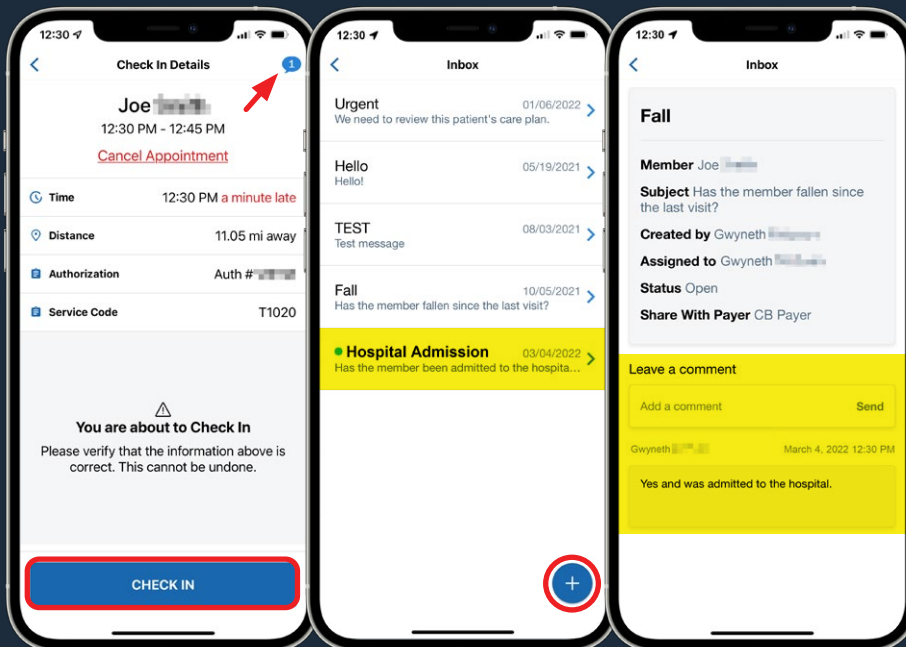 12:30
Check In Details
1
Joe
12:30 PM - 12:45 PM
Cancel Appointment
Time 12:30 PM a minute late
Distance 11.05 mi away
Authorization Auth #
Service Code T1020
You are about to Check In
Please verify that the information above is
correct. This cannot be undone.
CHECK IN
12:30
Inbox
Urgent 01/06/2022
We need to review this patient's care plan.
Hello 05/19/2021
Hello!
TEST 08/03/2021
Test message
Fall 10/05/2021
Has the member fallen since the last visit?
Hospital Admission 03/04/2022
Has the member been admitted to the hospita...
+
12:30
Inbox
Fall
Member Joe
Subject Has the member fallen since
the last visit?
Created by Gwyneth
Assigned to Gwyneth
Status Open
Share With Payer CB Payer
Leave a comment
Add a comment Send
Gwyneth March 4, 2022 12:30 PM
Yes and was admitted to the hospital.